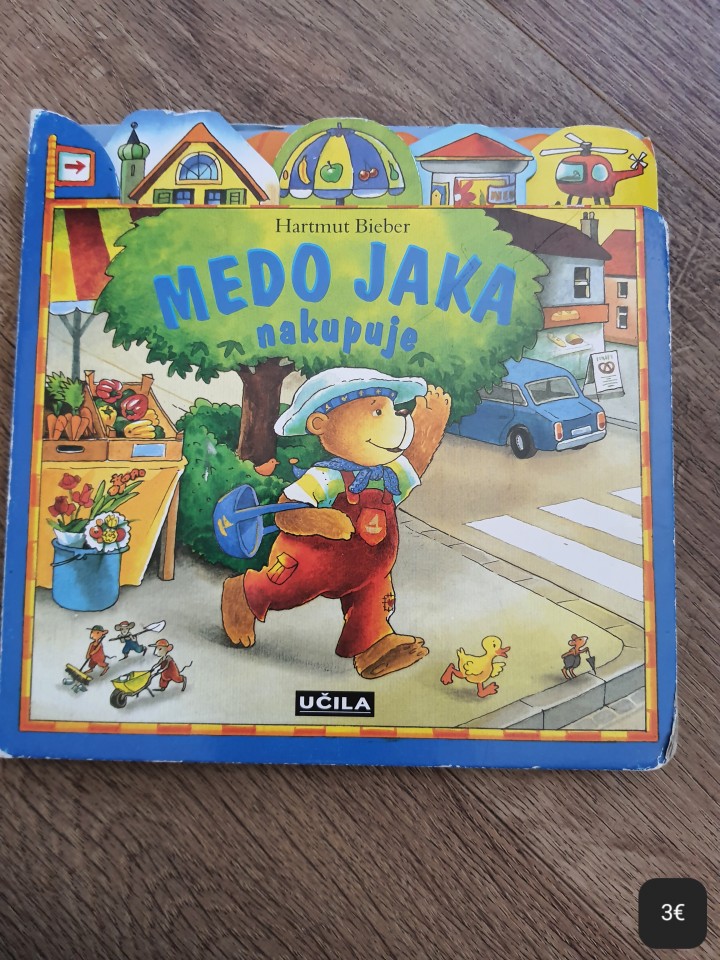 Hartmut Bieber
MEDO JAKA
nakupuje
UČILA
3€